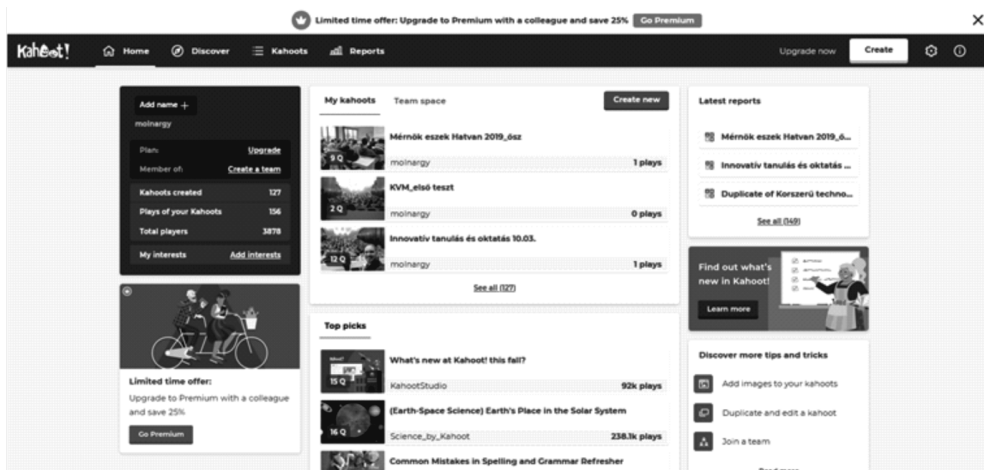 Limited time offer: Upgrade to Premium with a colleague and save 25%
Go Premium
Kahoot!
Home
Discover
Kahoots
Reports
Upgrade now
Create
Add name +
molnargy
Plan: Upgrade
Member of: Create a team
Kahoots created 127
Plays of your Kahoots 156
Total players 3878
My interests Add interests
Limited time offer:
Upgrade to Premium with a colleague
and save 25%
Go Premium
My kahoots
Team space
Create new
9 Q
Mérnök eszek Hatvan 2019_ősz
molnargy 1 plays
2 Q
KVM_első teszt
molnargy 0 plays
12 Q
Innovatív tanulás és oktatás 10.03.
molnargy 1 plays
See all (127)
Top picks
15 Q
What's new at Kahoot! this fall?
KahootStudio 92k plays
16 Q
(Earth-Space Science) Earth's Place in the Solar System
Science_by_Kahoot 238.1k plays
Common Mistakes in Spelling and Grammar Refresher
Latest reports
Mérnök eszek Hatvan 2019_ő...
Innovatív tanulás és oktatás ...
Duplicate of Korszerű techno...
See all (149)
Find out what's
new in Kahoot!
Learn more
Discover more tips and tricks
Add images to your kahoots
Duplicate and edit a kahoot
Join a team